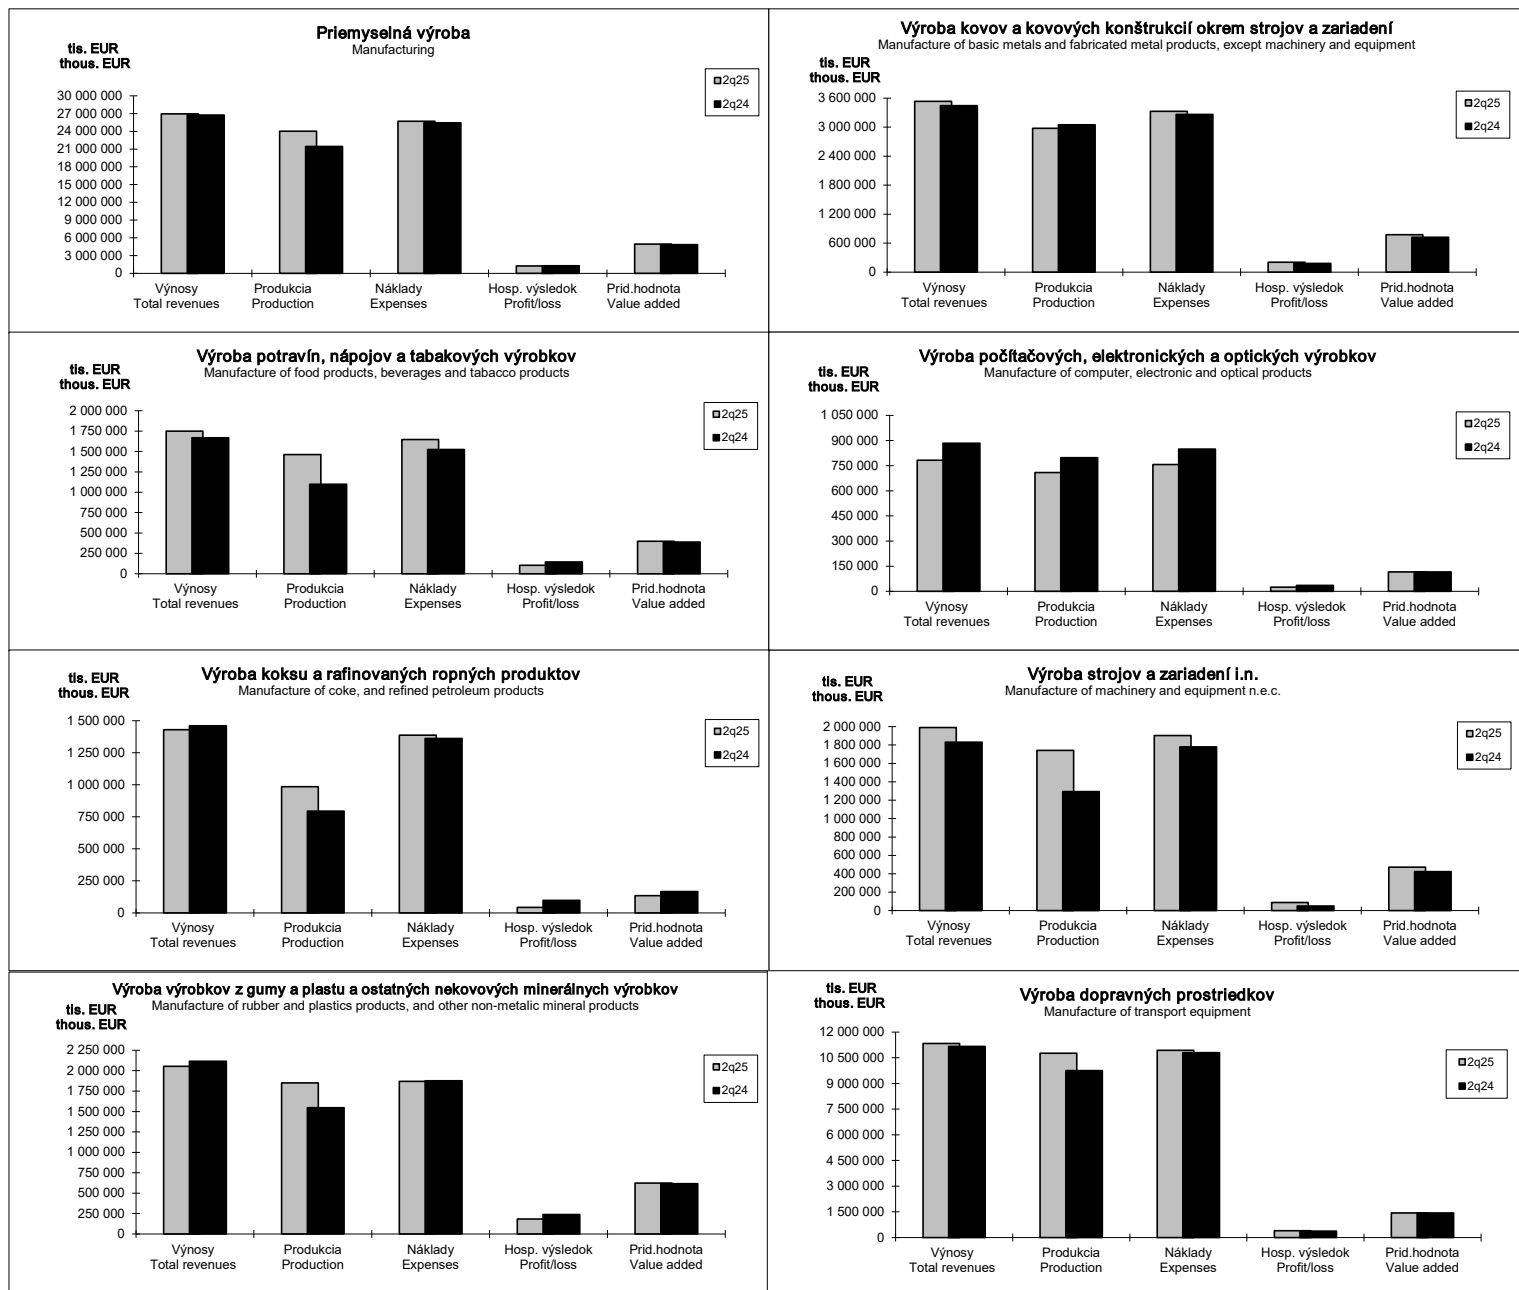 Priemyselná výroba
Manufacturing
tis. EUR
thous. EUR
2q25
2q24
30 000 000
27 000 000
24 000 000
21 000 000
18 000 000
15 000 000
12 000 000
9 000 000
6 000 000
3 000 000
0
Výnosy Produkcia Náklady Hosp. výsledok Prid.hodnota
Total revenues Production Expenses Profit/loss Value added
Výroba kovov a kovových konštrukcií okrem strojov a zariadení
Manufacture of basic metals and fabricated metal products, except machinery and equipment
tis. EUR
thous. EUR
2q25
2q24
3 600 000
3 000 000
2 400 000
1 800 000
1 200 000
600 000
0
Výnosy Produkcia Náklady Hosp. výsledok Prid.hodnota
Total revenues Production Expenses Profit/loss Value added
Výroba potravín, nápojov a tabakových výrobkov
Manufacture of food products, beverages and tabacco products
tis. EUR
thous. EUR
2q25
2q24
2 000 000
1 750 000
1 500 000
1 250 000
1 000 000
750 000
500 000
250 000
0
Výnosy Produkcia Náklady Hosp. výsledok Prid.hodnota
Total revenues Production Expenses Profit/loss Value added
Výroba počítačových, elektronických a optických výrobkov
Manufacture of computer, electronic and optical products
tis. EUR
thous. EUR
2q25
2q24
1 050 000
900 000
750 000
600 000
450 000
300 000
150 000
0
Výnosy Produkcia Náklady Hosp. výsledok Prid.hodnota
Total revenues Production Expenses Profit/loss Value added
Výroba koksu a rafinovaných ropných produktov
Manufacture of coke, and refined petroleum products
tis. EUR
thous. EUR
2q25
2q24
1 500 000
1 250 000
1 000 000
750 000
500 000
250 000
0
Výnosy Produkcia Náklady Hosp. výsledok Prid.hodnota
Total revenues Production Expenses Profit/loss Value added
Výroba strojov a zariadení i.n.
Manufacture of machinery and equipment n.e.c.
tis. EUR
thous. EUR
2q25
2q24
2 000 000
1 800 000
1 600 000
1 400 000
1 200 000
1 000 000
800 000
600 000
400 000
200 000
0
Výnosy Produkcia Náklady Hosp. výsledok Prid.hodnota
Total revenues Production Expenses Profit/loss Value added
Výroba výrobkov z gumy a plastu a ostatných nekovových minerálnych výrobkov
Manufacture of rubber and plastics products, and other non-metalic mineral products
tis. EUR
thous. EUR
2q25
2q24
2 250 000
2 000 000
1 750 000
1 500 000
1 250 000
1 000 000
750 000
500 000
250 000
0
Výnosy Produkcia Náklady Hosp. výsledok Prid.hodnota
Total revenues Production Expenses Profit/loss Value added
Výroba dopravných prostriedkov
Manufacture of transport equipment
tis. EUR
thous. EUR
2q25
2q24
12 000 000
10 500 000
9 000 000
7 500 000
6 000 000
4 500 000
3 000 000
1 500 000
0
Výnosy Produkcia Náklady Hosp. výsledok Prid.hodnota
Total revenues Production Expenses Profit/loss Value added